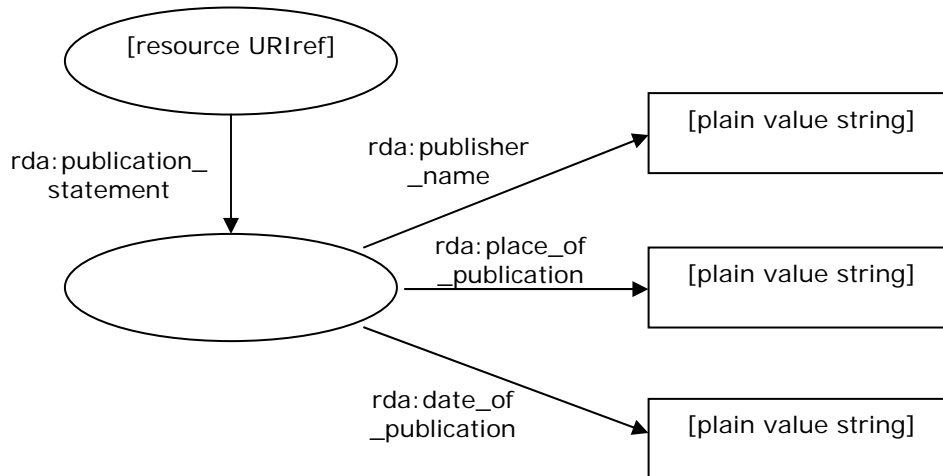 [resource URIref]
rda:publication_
statement
rda:publisher
_name
[plain value string]
rda:place_of
_publication
[plain value string]
rda:date_of
_publication
[plain value string]